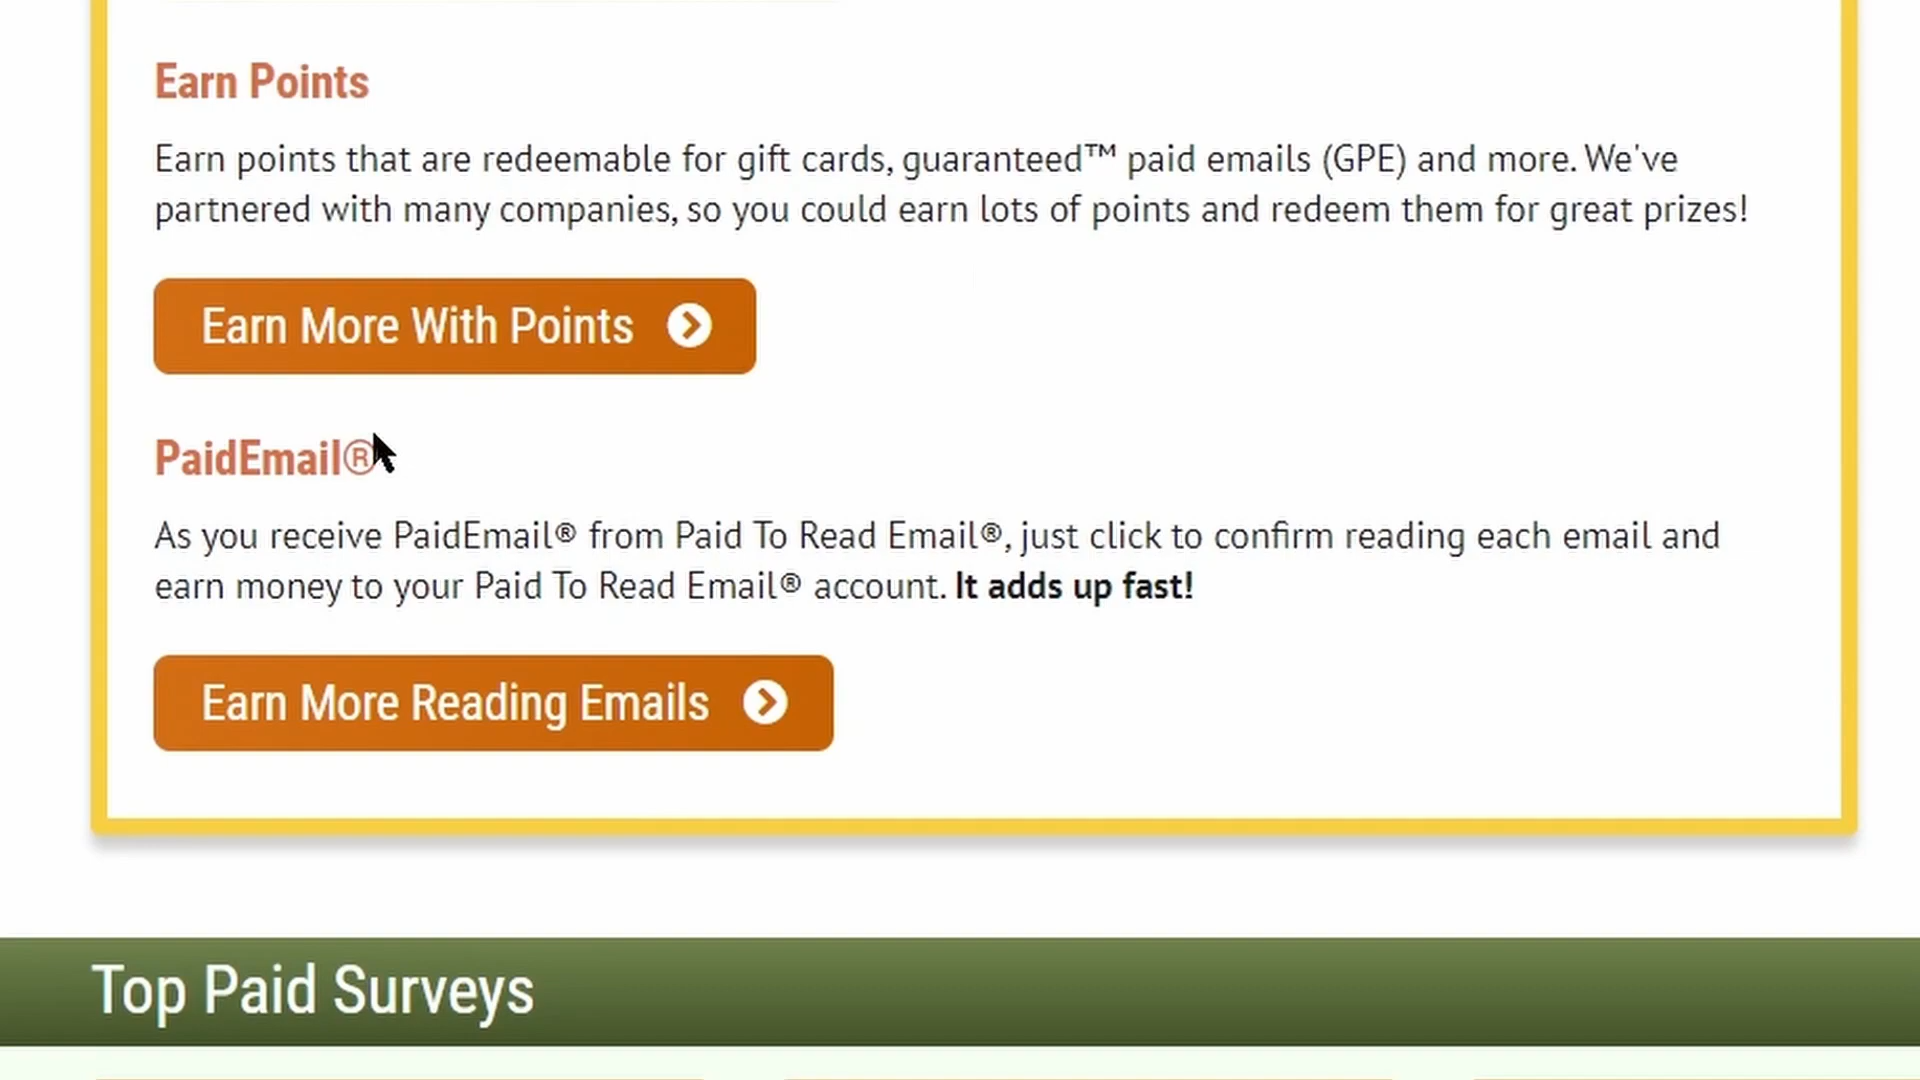 Earn Points
Earn points that are redeemable for gift cards, guaranteed™ paid emails (GPE) and more. We've
partnered with many companies, so you could earn lots of points and redeem them for great prizes!
Earn More With Points
PaidEmail®
As you receive PaidEmail® from Paid To Read Email®, just click to confirm reading each email and
earn money to your Paid To Read Email® account. It adds up fast!
Earn More Reading Emails
Top Paid Surveys